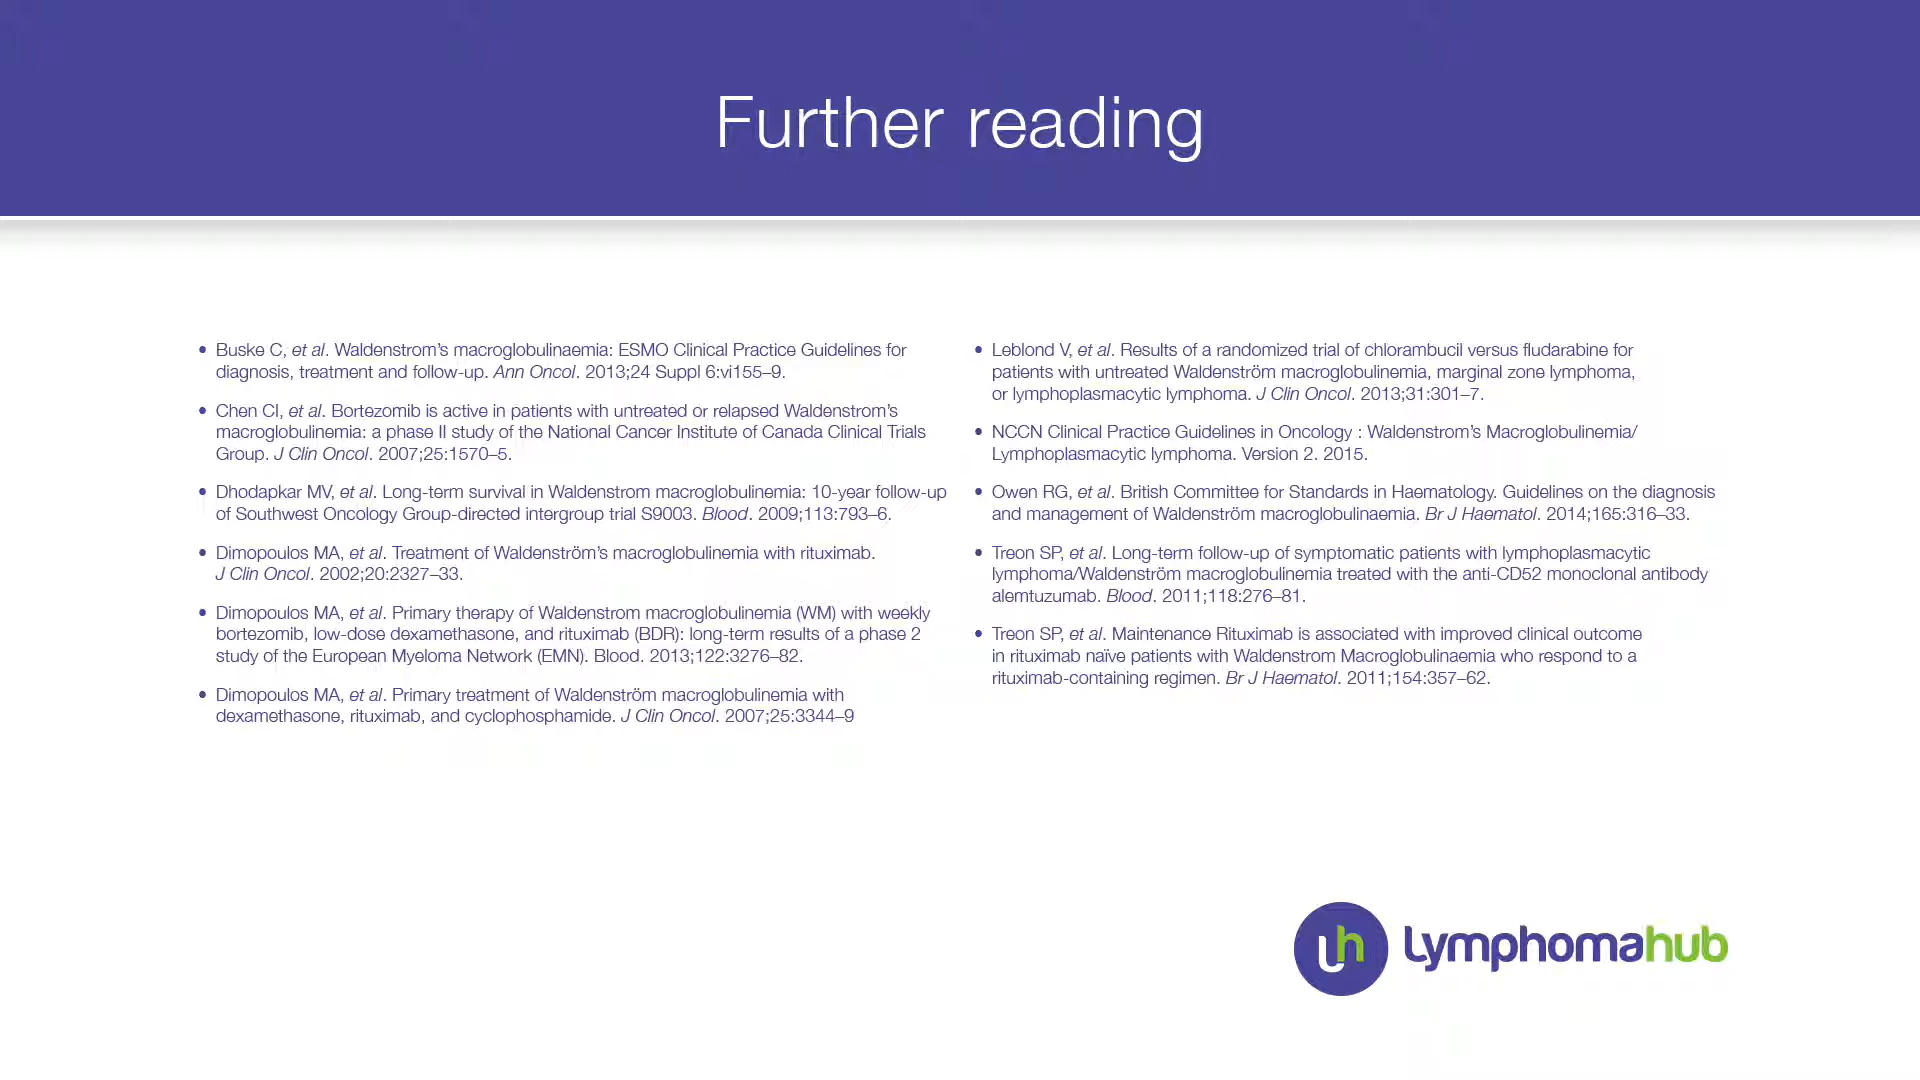 Further reading
• Buske C, et al. Waldenstrom’s macroglobulinaemia: ESMO Clinical Practice Guidelines for
diagnosis, treatment and follow-up. Ann Oncol. 2013;24 Suppl 6:vi155–9.
• Chen CI, et al. Bortezomib is active in patients with untreated or relapsed Waldenstrom’s
macroglobulinemia: a phase II study of the National Cancer Institute of Canada Clinical Trials
Group. J Clin Oncol. 2007;25:1570–5.
• Dhodapkar MV, et al. Long-term survival in Waldenstrom macroglobulinemia: 10-year follow-up
of Southwest Oncology Group-directed intergroup trial S9003. Blood. 2009;113:793–6.
• Dimopoulos MA, et al. Treatment of Waldenström’s macroglobulinemia with rituximab.
J Clin Oncol. 2002;20:2327–33.
• Dimopoulos MA, et al. Primary therapy of Waldenstrom macroglobulinemia (WM) with weekly
bortezomib, low-dose dexamethasone, and rituximab (BDR): long-term results of a phase 2
study of the European Myeloma Network (EMN). Blood. 2013;122:3276–82.
• Dimopoulos MA, et al. Primary treatment of Waldenström macroglobulinemia with
dexamethasone, rituximab, and cyclophosphamide. J Clin Oncol. 2007;25:3344–9
• Leblond V, et al. Results of a randomized trial of chlorambucil versus fludarabine for
patients with untreated Waldenström macroglobulinemia, marginal zone lymphoma,
or lymphoplasmacytic lymphoma. J Clin Oncol. 2013;31:301–7.
• NCCN Clinical Practice Guidelines in Oncology : Waldenstrom’s Macroglobulinemia/
Lymphoplasmacytic lymphoma. Version 2. 2015.
• Owen RG, et al. British Committee for Standards in Haematology. Guidelines on the diagnosis
and management of Waldenström macroglobulinaemia. Br J Haematol. 2014;165:316–33.
• Treon SP, et al. Long-term follow-up of symptomatic patients with lymphoplasmacytic
lymphoma/Waldenström macroglobulinemia treated with the anti-CD52 monoclonal antibody
alemtuzumab. Blood. 2011;118:276–81.
• Treon SP, et al. Maintenance Rituximab is associated with improved clinical outcome
in rituximab naïve patients with Waldenstrom Macroglobulinaemia who respond to a
rituximab-containing regimen. Br J Haematol. 2011;154:357–62.
Lh lymphomahub